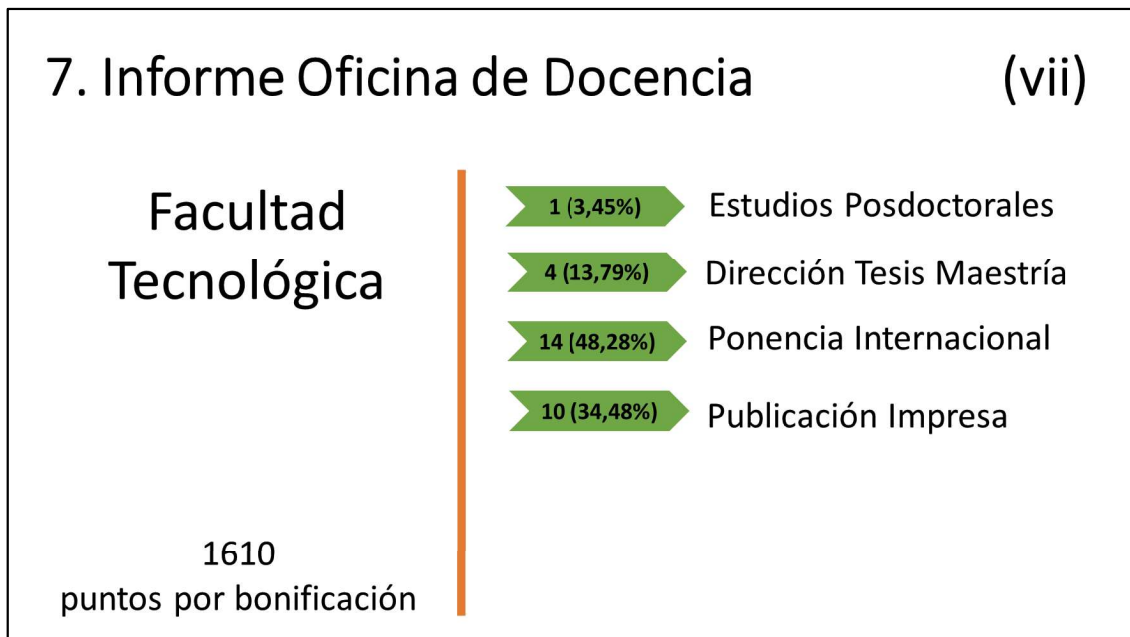 7. Informe Oficina de Docencia (vii)
Facultad
Tecnológica
1610
puntos por bonificación
1 (3,45%) Estudios Posdoctorales
4 (13,79%) Dirección Tesis Maestría
14 (48,28%) Ponencia Internacional
10 (34,48%) Publicación Impresa